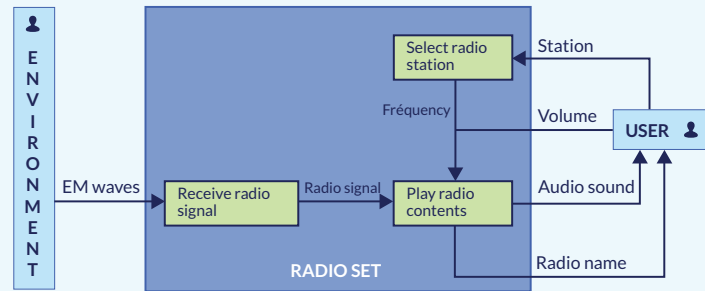 ENVIRONMENT
EM waves
Receive radio
signal
Radio signal
Select radio
station
Fréquency
Play radio
contents
RADIO SET
Station
Volume
USER
Audio sound
Radio name